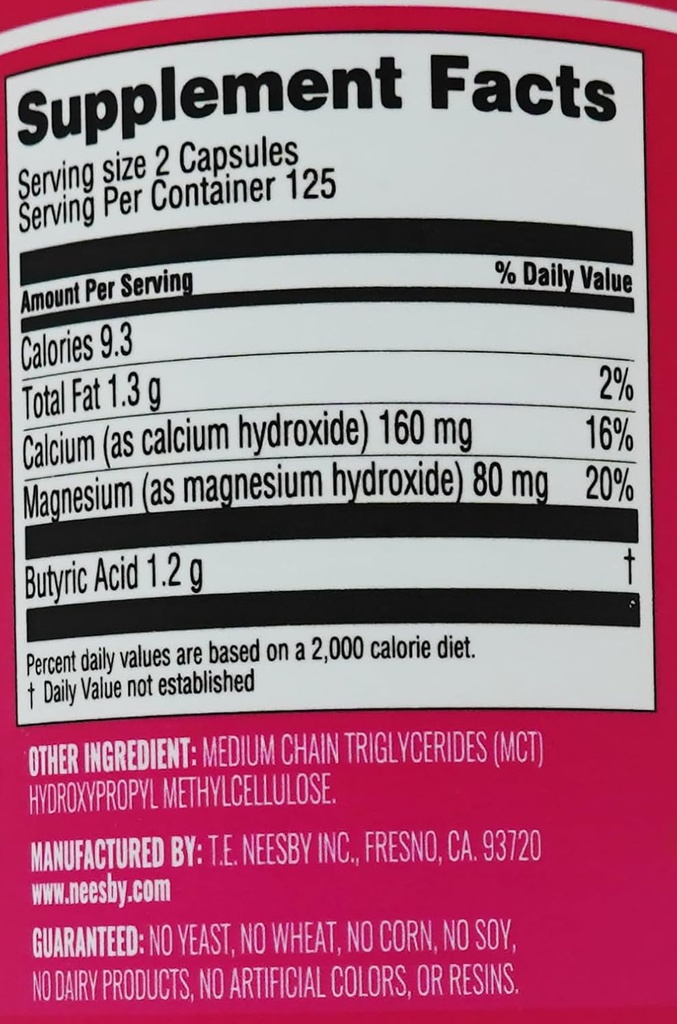 Supplement Facts
Serving size 2 Capsules
Serving Per Container 125
Amount Per Serving % Daily Value
Calories 9.3
Total Fat 1.3 g 2%
Calcium (as calcium hydroxide) 160 mg 16%
Magnesium (as magnesium hydroxide) 80 mg 20%
Butyric Acid 1.2 g †
Percent daily values are based on a 2,000 calorie diet.
† Daily Value not established
OTHER INGREDIENT: MEDIUM CHAIN TRIGLYCERIDES (MCT)
HYDROXYPROPYL METHYLCELLULOSE.
MANUFACTURED BY: T.E. NEESBY INC., FRESNO, CA. 93720
www.neesby.com
GUARANTEED: NO YEAST, NO WHEAT, NO CORN, NO SOY,
NO DAIRY PRODUCTS, NO ARTIFICIAL COLORS, OR RESINS.